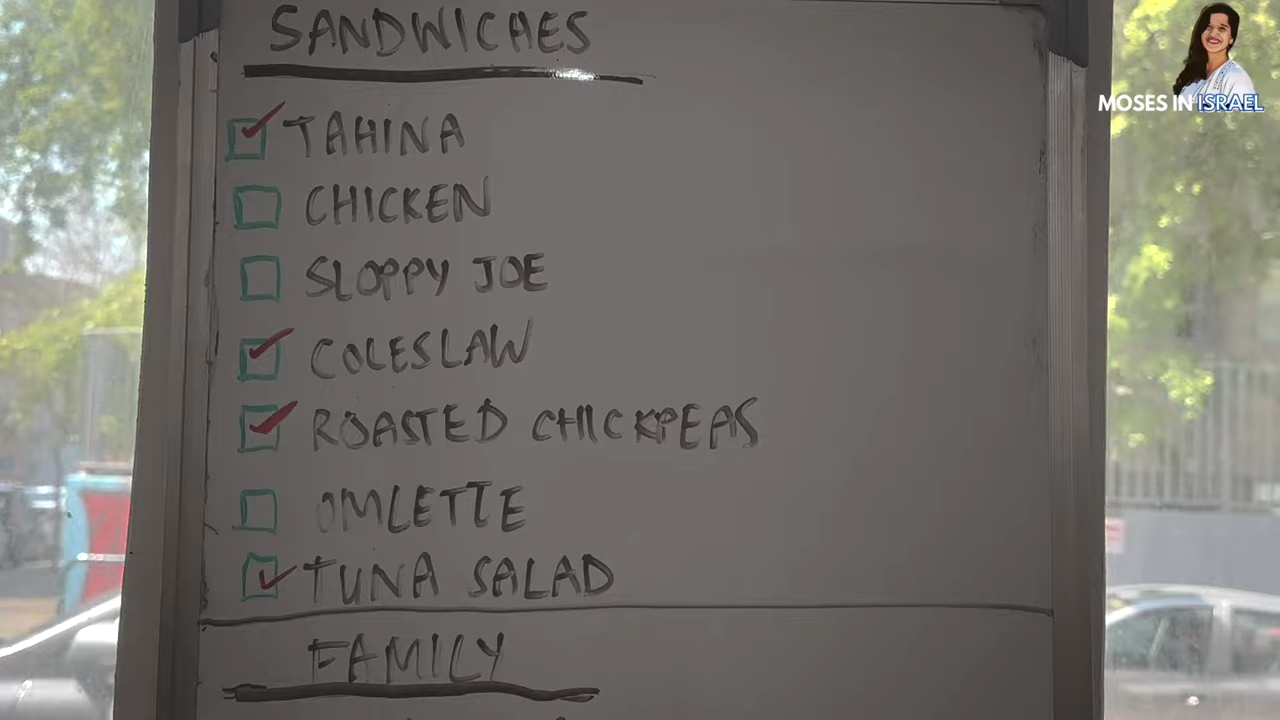 SANDWICHES
TAHINA
CHICKEN
SLOPPY JOE
COLESLAW
ROASTED CHICKPEAS
OMLETTE
TUNA SALAD
FAMILY
MOSES IN ISRAEL